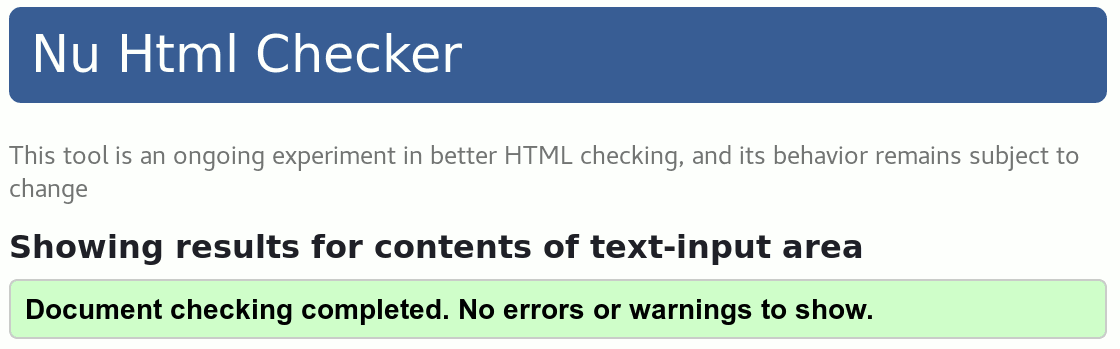 Nu Html Checker
This tool is an ongoing experiment in better HTML checking, and its behavior remains subject to
change
Showing results for contents of text-input area
Document checking completed. No errors or warnings to show.